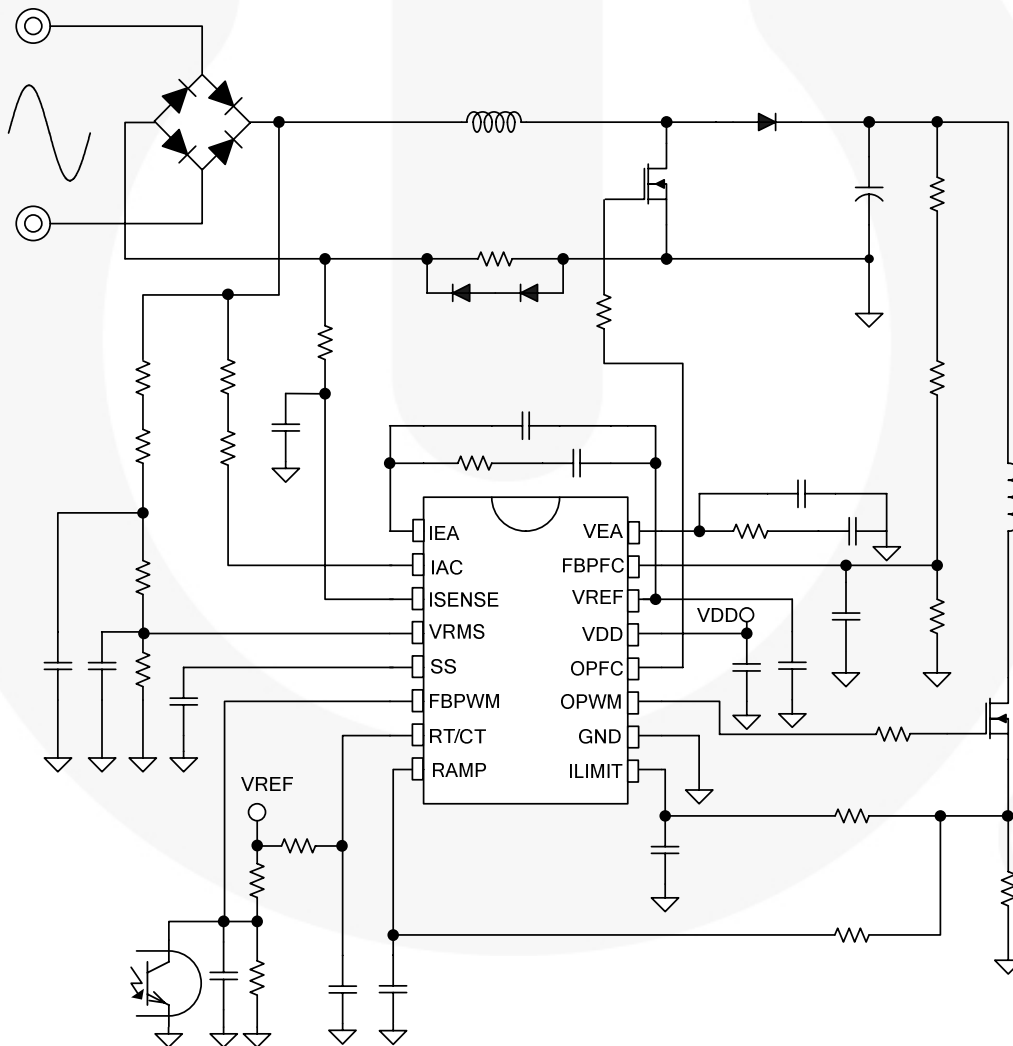 IEA
IAC
ISENSE
VRMS
SS
FBPWM
RT/CT
RAMP
VEA
FBPFC
VREF
VDD
OPFC
OPWM
GND
ILIMIT
VDD
VREF